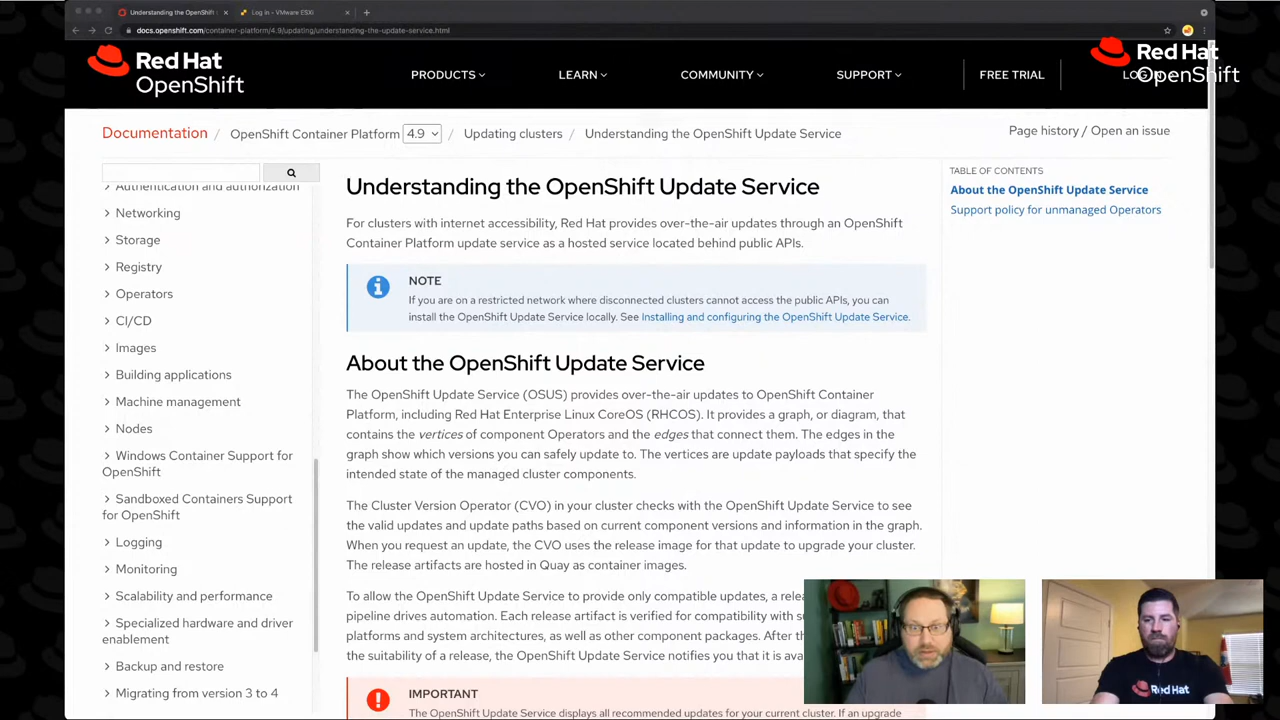 Understanding the OpenShift
Log in - VMware ESXi
docs.openshift.com/container-platform/4.9/updating/understanding-the-update-service.html
Red Hat
OpenShift
PRODUCTS
LEARN
COMMUNITY
SUPPORT
FREE TRIAL
LOG
Red Hat
OpenShift
Documentation / OpenShift Container Platform 4.9 / Updating clusters / Understanding the OpenShift Update Service
Page history / Open an issue
Authentication and authorization
Networking
Storage
Registry
Operators
CI/CD
Images
Building applications
Machine management
Nodes
Windows Container Support for
OpenShift
Sandboxed Containers Support
for OpenShift
Logging
Monitoring
Scalability and performance
Specialized hardware and driver
enablement
Backup and restore
Migrating from version 3 to 4
Understanding the OpenShift Update Service
For clusters with internet accessibility, Red Hat provides over-the-air updates through an OpenShift
Container Platform update service as a hosted service located behind public APIs.
NOTE
If you are on a restricted network where disconnected clusters cannot access the public APIs, you can
install the OpenShift Update Service locally. See Installing and configuring the OpenShift Update Service.
About the OpenShift Update Service
The OpenShift Update Service (OSUS) provides over-the-air updates to OpenShift Container
Platform, including Red Hat Enterprise Linux CoreOS (RHCOS). It provides a graph, or diagram, that
contains the vertices of component Operators and the edges that connect them. The edges in the
graph show which versions you can safely update to. The vertices are update payloads that specify the
intended state of the managed cluster components.
The Cluster Version Operator (CVO) in your cluster checks with the OpenShift Update Service to see
the valid updates and update paths based on current component versions and information in the graph.
When you request an update, the CVO uses the release image for that update to upgrade your cluster.
The release artifacts are hosted in Quay as container images.
To allow the OpenShift Update Service to provide only compatible updates, a relea
pipeline drives automation. Each release artifact is verified for compatibility with su
platforms and system architectures, as well as other component packages. After th
the suitability of a release, the OpenShift Update Service notifies you that it is ava
IMPORTANT
The OpenShift Update Service displays all recommended updates for your current cluster. If an upgrade
TABLE OF CONTENTS
About the OpenShift Update Service
Support policy for unmanaged Operators
Red Hat